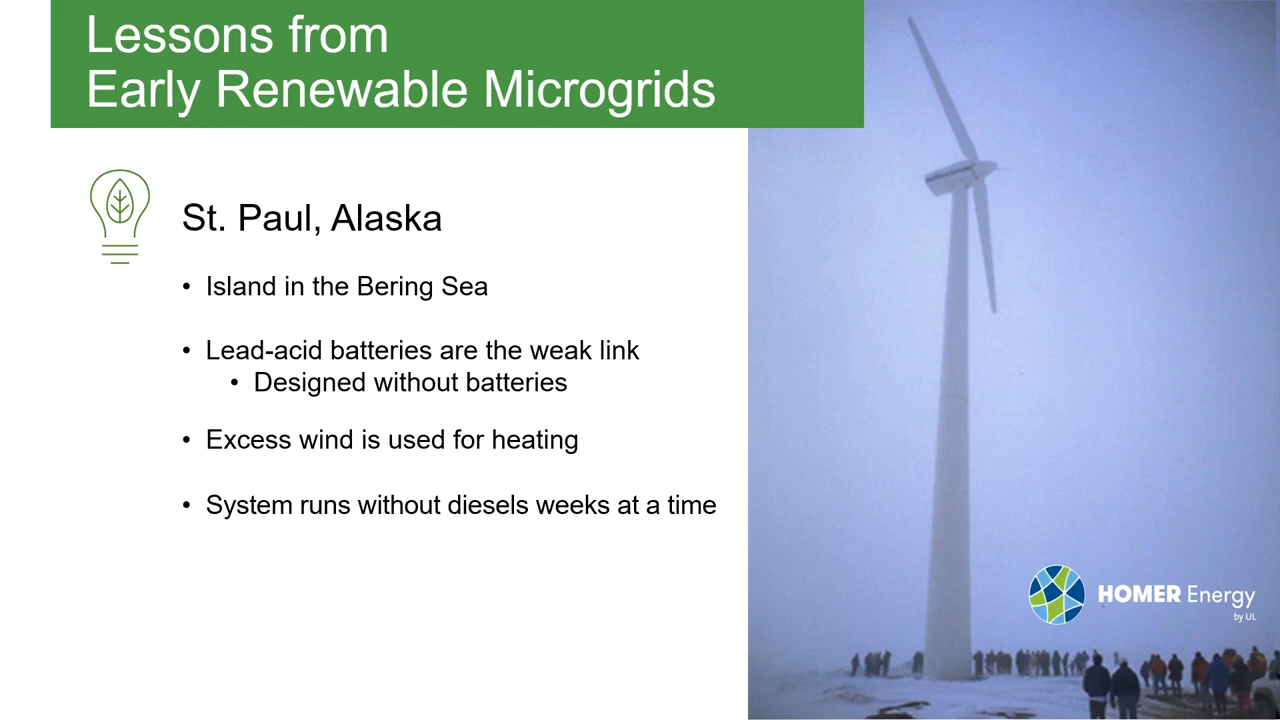 Lessons from
Early Renewable Microgrids
St. Paul, Alaska
• Island in the Bering Sea
• Lead-acid batteries are the weak link
• Designed without batteries
• Excess wind is used for heating
• System runs without diesels weeks at a time
HOMER Energy
by UL